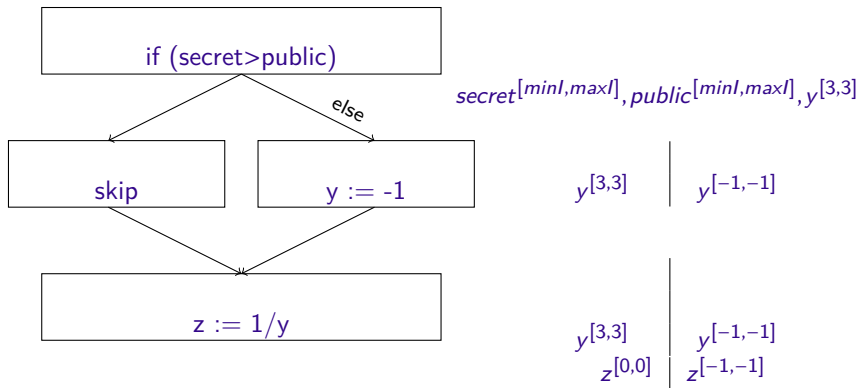 if (secret>public)
secret[minI,maxI], public[minI,maxI], y[3,3]
else
skip
y := -1
y[3,3] y[-1,-1]
z := 1/y
y[3,3] y[-1,-1]
z[0,0] z[-1,-1]